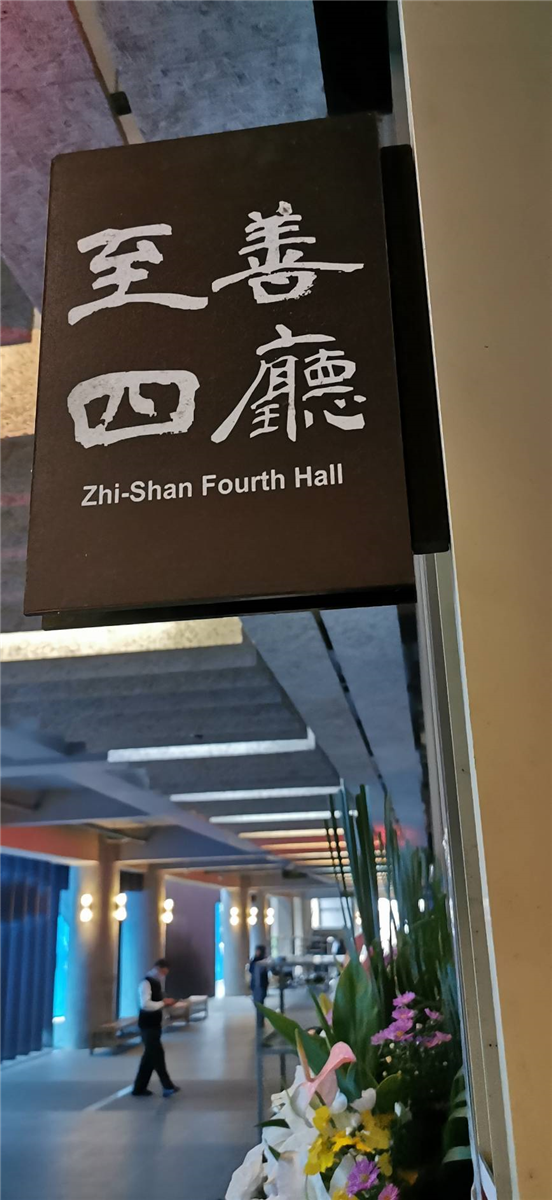 至善
四廳
Zhi-Shan Fourth Hall